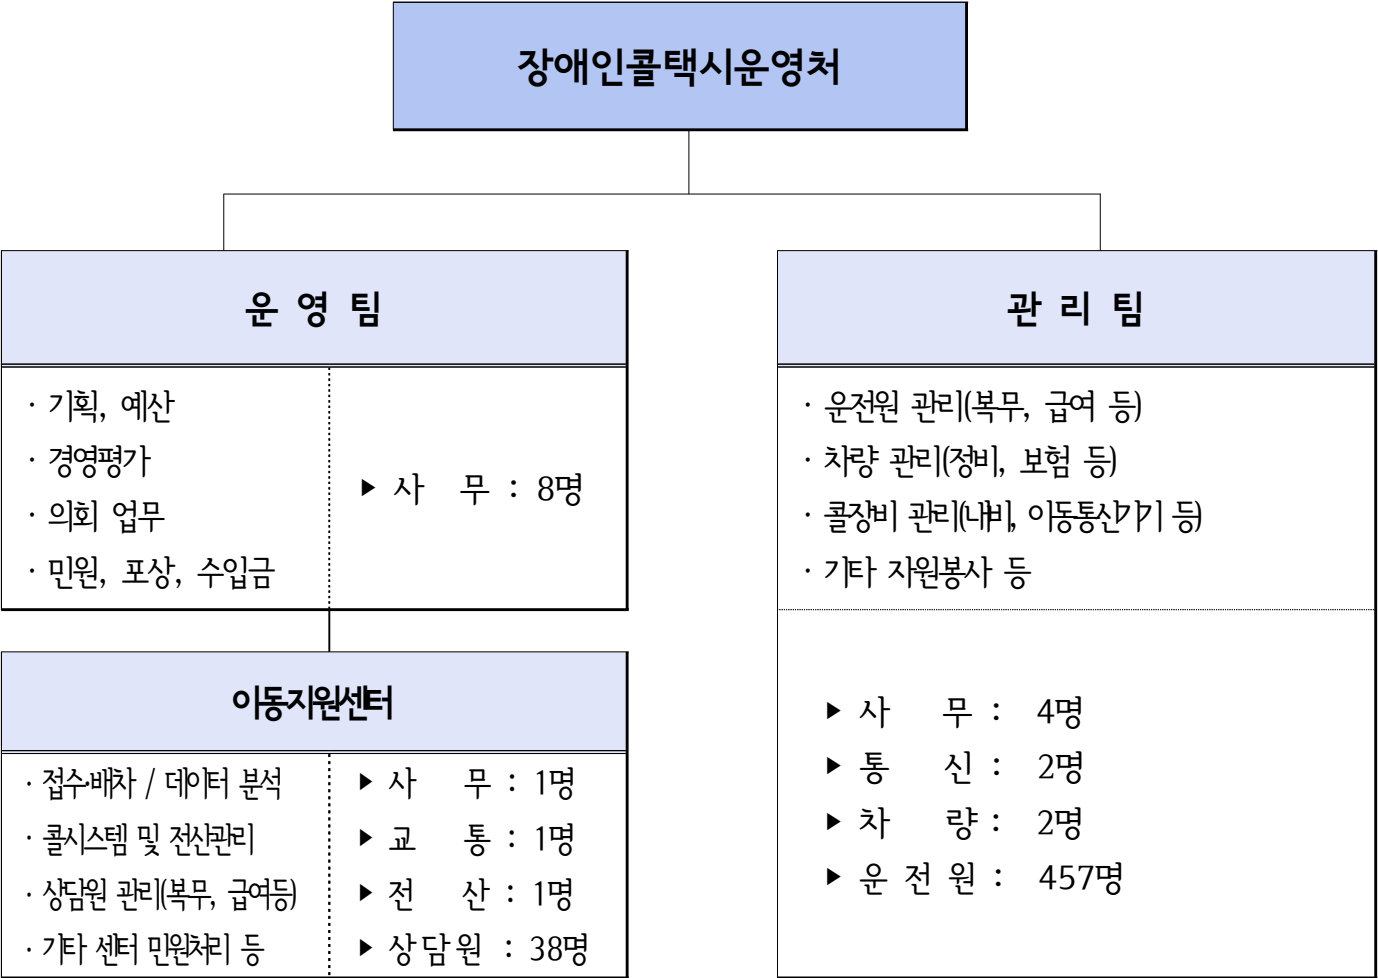 장애인콜택시운영처
운 영 팀
· 기획, 예산
· 경영평가
· 의회 업무
· 민원, 포상, 수입금
▶ 사 무 : 8명
이동지원센터
· 접수·배차 / 데이터 분석
· 콜시스템 및 전산관리
· 상담원 관리(복무, 급여등)
· 기타 센터 민원처리 등
▶ 사 무 : 1명
▶ 교 통 : 1명
▶ 전 산 : 1명
▶ 상담원 : 38명
관 리 팀
· 운전원 관리(복무, 급여 등)
· 차량 관리(정비, 보험 등)
· 콜장비 관리(내비, 이동통신기기 등)
· 기타 자원봉사 등
▶ 사 무 : 4명
▶ 통 신 : 2명
▶ 차 량 : 2명
▶ 운 전 원 : 457명